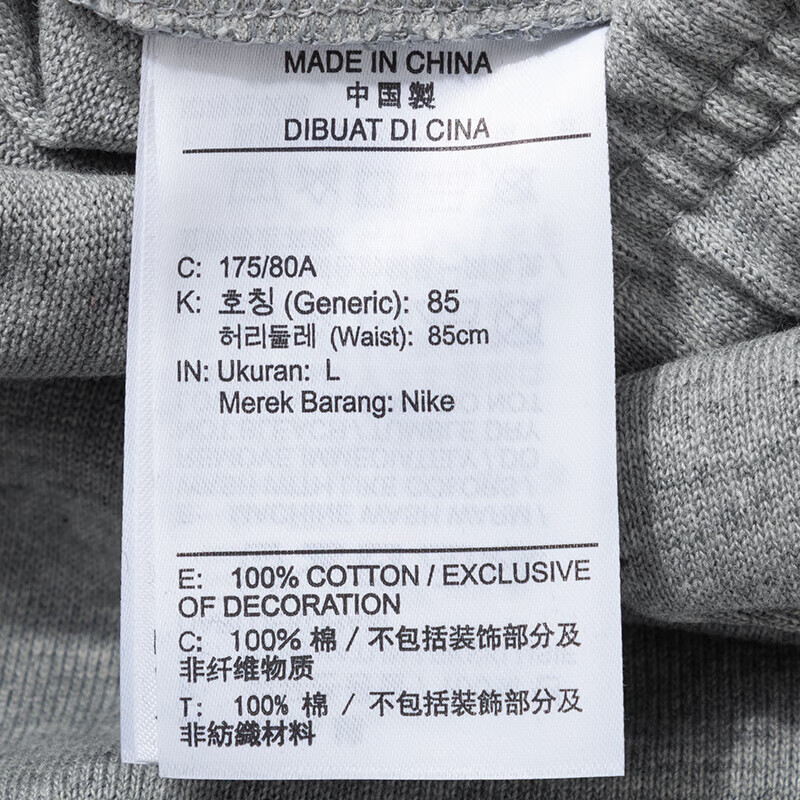 MADE IN CHINA
中国製
DIBUAT DI CINA
C: 175/80A
K: 호칭 (Generic): 85
허리둘레 (Waist): 85cm
IN: Ukuran: L
Merek Barang: Nike
E: 100% COTTON / EXCLUSIVE
OF DECORATION
C: 100% 棉 / 不包括装饰部分及
非纤维物质
T: 100% 棉 / 不包括裝飾部分及
非紡織材料